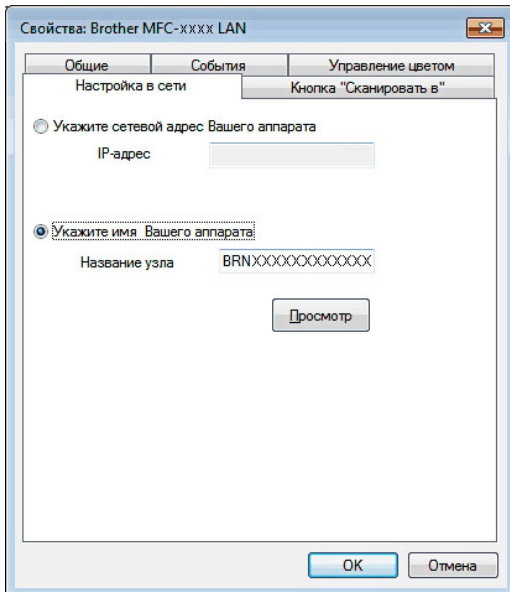 Свойства: Brother MFC-xxxx LAN
Общие События Управление цветом
Настройка в сети Кнопка "Сканировать в"
Укажите сетевой адрес Вашего аппарата
IP-адрес
Укажите имя Вашего аппарата
Название узла BRNXXXXXXXXXXXX
Просмотр
OK Отмена